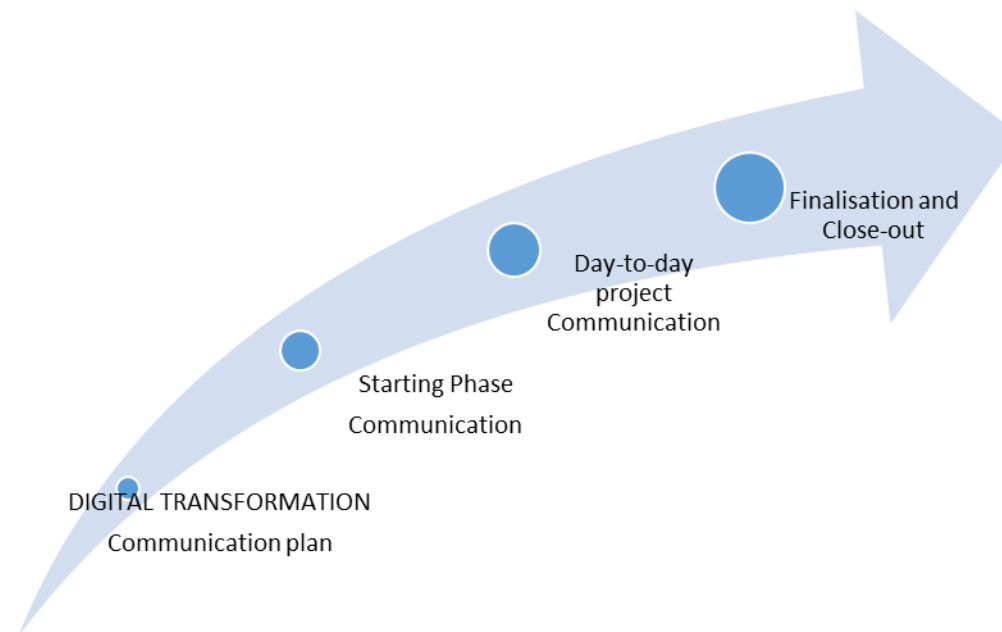 DIGITAL TRANSFORMATION
Communication plan
Starting Phase
Communication
Day-to-day
project
Communication
Finalisation and
Close-out